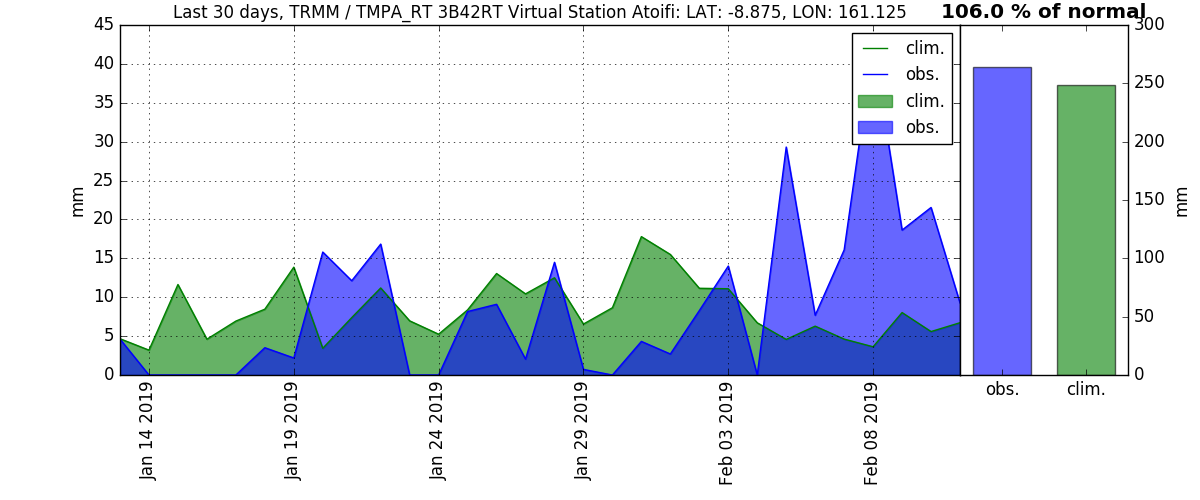 Last 30 days, TRMM / TMPA_RT 3B42RT Virtual Station Atoifi: LAT: -8.875, LON: 161.125
106.0 % of normal
45
40
35
30
25
20
15
10
5
0
mm
clim.
obs.
clim.
obs.
Jan 14 2019
Jan 19 2019
Jan 24 2019
Jan 29 2019
Feb 03 2019
Feb 08 2019
300
250
200
150
100
50
0
mm
obs.
clim.